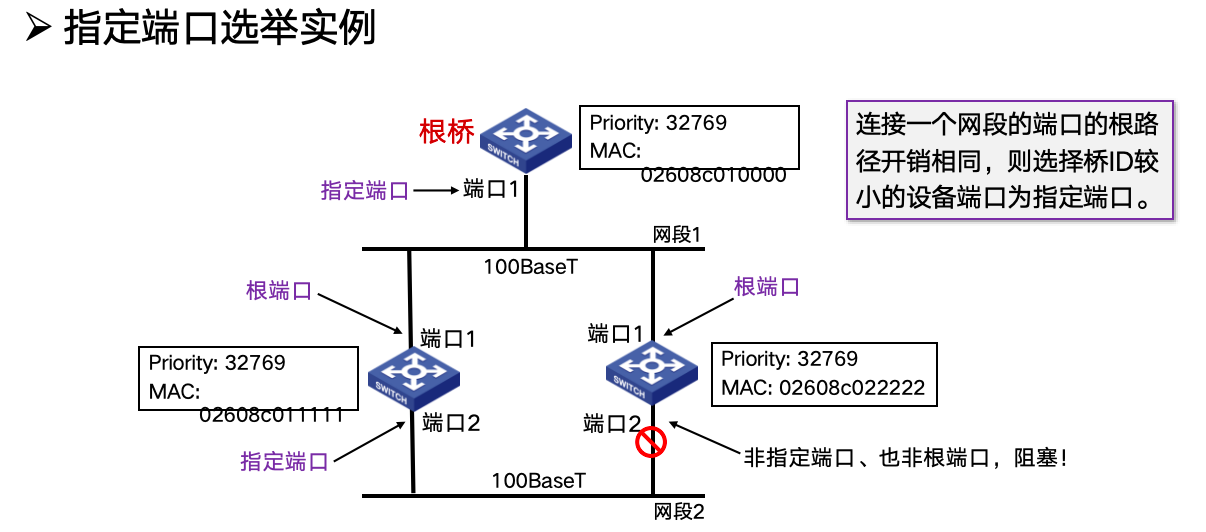 ➢ 指定端口选举实例
根桥
SWITCH
Priority: 32769
MAC:
02608c010000
连接一个网段的端口的根路
径开销相同，则选择桥ID较
小的设备端口为指定端口。
指定端口
端口1
网段1
100BaseT
根端口
根端口
端口1
端口1
Priority: 32769
MAC:
02608c011111
SWITCH
SWITCH
Priority: 32769
MAC: 02608c022222
端口2
端口2
指定端口
非指定端口、也非根端口，阻塞！
100BaseT
网段2